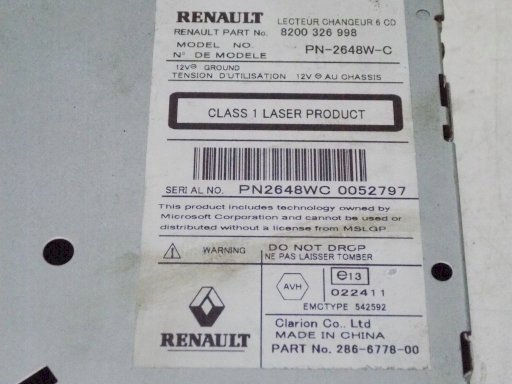 RENAULT LECTEUR CHANGEUR 6 CD
RENAULT PART No. 8200 326 998
MODEL NO. PN-2648W-C
N° DE MODELE
12V⊖ GROUND
TENSION D'UTILISATION 12V ⊖ AU CHASSIS
CLASS 1 LASER PRODUCT
SERIAL NO. PN2648WC 0052797
This product includes technology owned by
Microsoft Corporation and cannot be used or
distributed without a license from MSLGP.
WARNING DO NOT DROP
NE PAS LAISSER TOMBER
AVH e13
022411
EMCTYPE 542592
RENAULT
Clarion Co., Ltd
MADE IN CHINA
PART No. 286-6778-00